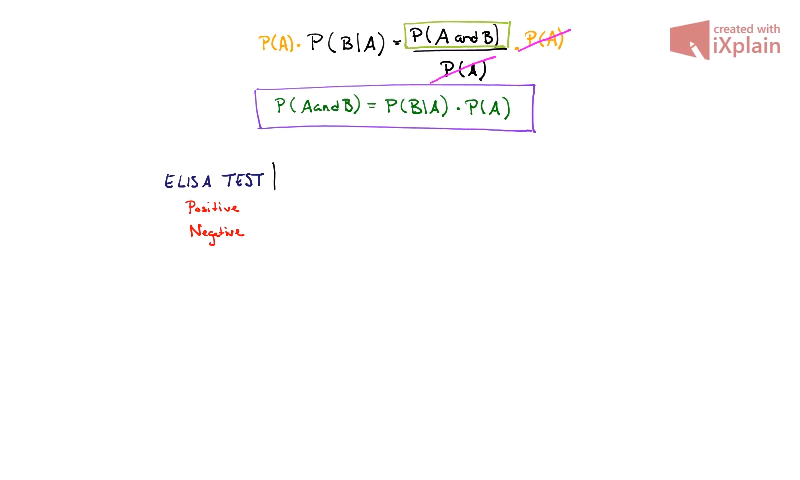 created with
iXplain
P(A) · P(B|A) = P(A and B) / P(A) · P(A)
P(A and B) = P(B|A) · P(A)
ELISA TEST |
Positive
Negative